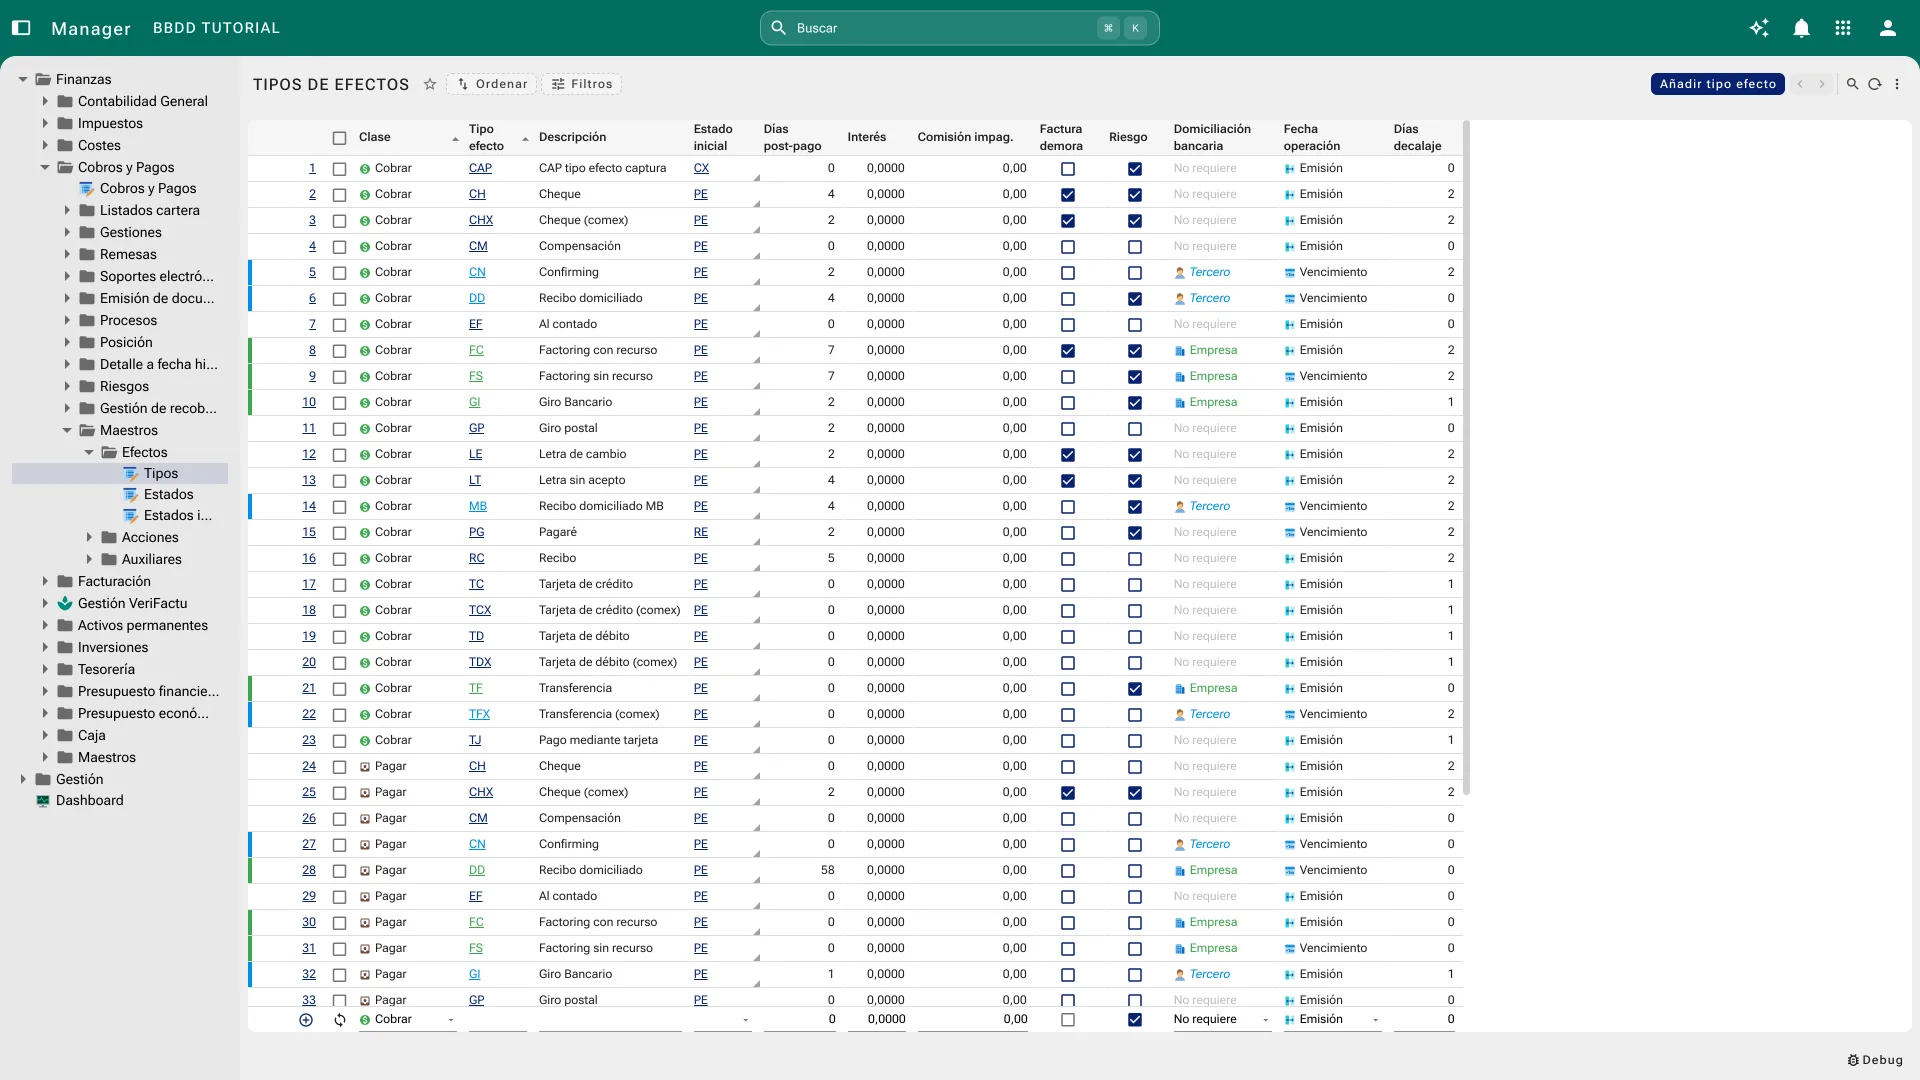 Manager BBDD TUTORIAL Buscar ⌘ K
Finanzas
Contabilidad General
Impuestos
Costes
Cobros y Pagos
Cobros y Pagos
Listados cartera
Gestiones
Remesas
Soportes electró...
Emisión de docu...
Procesos
Posición
Detalle a fecha hi...
Riesgos
Gestión de recob...
Maestros
Efectos
Tipos
Estados
Estados i...
Acciones
Auxiliares
Facturación
Gestión VeriFactu
Activos permanentes
Inversiones
Tesorería
Presupuesto financie...
Presupuesto econó...
Caja
Maestros
Gestión
Dashboard
TIPOS DE EFECTOS Ordenar Filtros Añadir tipo efecto
Clase Tipo efecto Descripción Estado inicial Días post-pago Interés Comisión impag. Factura demora Riesgo Domiciliación bancaria Fecha operación Días decalaje
1 Cobrar CAP CAP tipo efecto captura CX 0 0,0000 0,00 No requiere Emisión 0
2 Cobrar CH Cheque PE 4 0,0000 0,00 No requiere Emisión 2
3 Cobrar CHX Cheque (comex) PE 2 0,0000 0,00 No requiere Emisión 2
4 Cobrar CM Compensación PE 0 0,0000 0,00 No requiere Emisión 0
5 Cobrar CN Confirming PE 2 0,0000 0,00 Tercero Vencimiento 2
6 Cobrar DD Recibo domiciliado PE 4 0,0000 0,00 Tercero Vencimiento 0
7 Cobrar EF Al contado PE 0 0,0000 0,00 No requiere Emisión 0
8 Cobrar FC Factoring con recurso PE 7 0,0000 0,00 Empresa Emisión 2
9 Cobrar FS Factoring sin recurso PE 7 0,0000 0,00 Empresa Vencimiento 2
10 Cobrar GI Giro Bancario PE 2 0,0000 0,00 Empresa Emisión 1
11 Cobrar GP Giro postal PE 2 0,0000 0,00 No requiere Emisión 0
12 Cobrar LE Letra de cambio PE 2 0,0000 0,00 No requiere Emisión 2
13 Cobrar LT Letra sin acepto PE 4 0,0000 0,00 No requiere Emisión 2
14 Cobrar MB Recibo domiciliado MB PE 4 0,0000 0,00 Tercero Vencimiento 2
15 Cobrar PG Pagaré RE 2 0,0000 0,00 No requiere Vencimiento 2
16 Cobrar RC Recibo PE 5 0,0000 0,00 No requiere Emisión 2
17 Cobrar TC Tarjeta de crédito PE 0 0,0000 0,00 No requiere Emisión 1
18 Cobrar TCX Tarjeta de crédito (comex) PE 0 0,0000 0,00 No requiere Emisión 1
19 Cobrar TD Tarjeta de débito PE 0 0,0000 0,00 No requiere Emisión 1
20 Cobrar TDX Tarjeta de débito (comex) PE 0 0,0000 0,00 No requiere Emisión 1
21 Cobrar TF Transferencia PE 0 0,0000 0,00 Empresa Emisión 0
22 Cobrar TFX Transferencia (comex) PE 0 0,0000 0,00 Tercero Vencimiento 2
23 Cobrar TJ Pago mediante tarjeta PE 0 0,0000 0,00 No requiere Emisión 1
24 Pagar CH Cheque PE 0 0,0000 0,00 No requiere Emisión 2
25 Pagar CHX Cheque (comex) PE 2 0,0000 0,00 No requiere Emisión 2
26 Pagar CM Compensación PE 0 0,0000 0,00 No requiere Emisión 0
27 Pagar CN Confirming PE 0 0,0000 0,00 Tercero Vencimiento 0
28 Pagar DD Recibo domiciliado PE 58 0,0000 0,00 Empresa Vencimiento 0
29 Pagar EF Al contado PE 0 0,0000 0,00 No requiere Emisión 0
30 Pagar FC Factoring con recurso PE 0 0,0000 0,00 Empresa Emisión 0
31 Pagar FS Factoring sin recurso PE 0 0,0000 0,00 Empresa Vencimiento 0
32 Pagar GI Giro Bancario PE 1 0,0000 0,00 Tercero Emisión 1
33 Pagar GP Giro postal PE 0 0,0000 0,00 No requiere Emisión 0
Cobrar 0 0,0000 0,00 No requiere Emisión 0
Debug